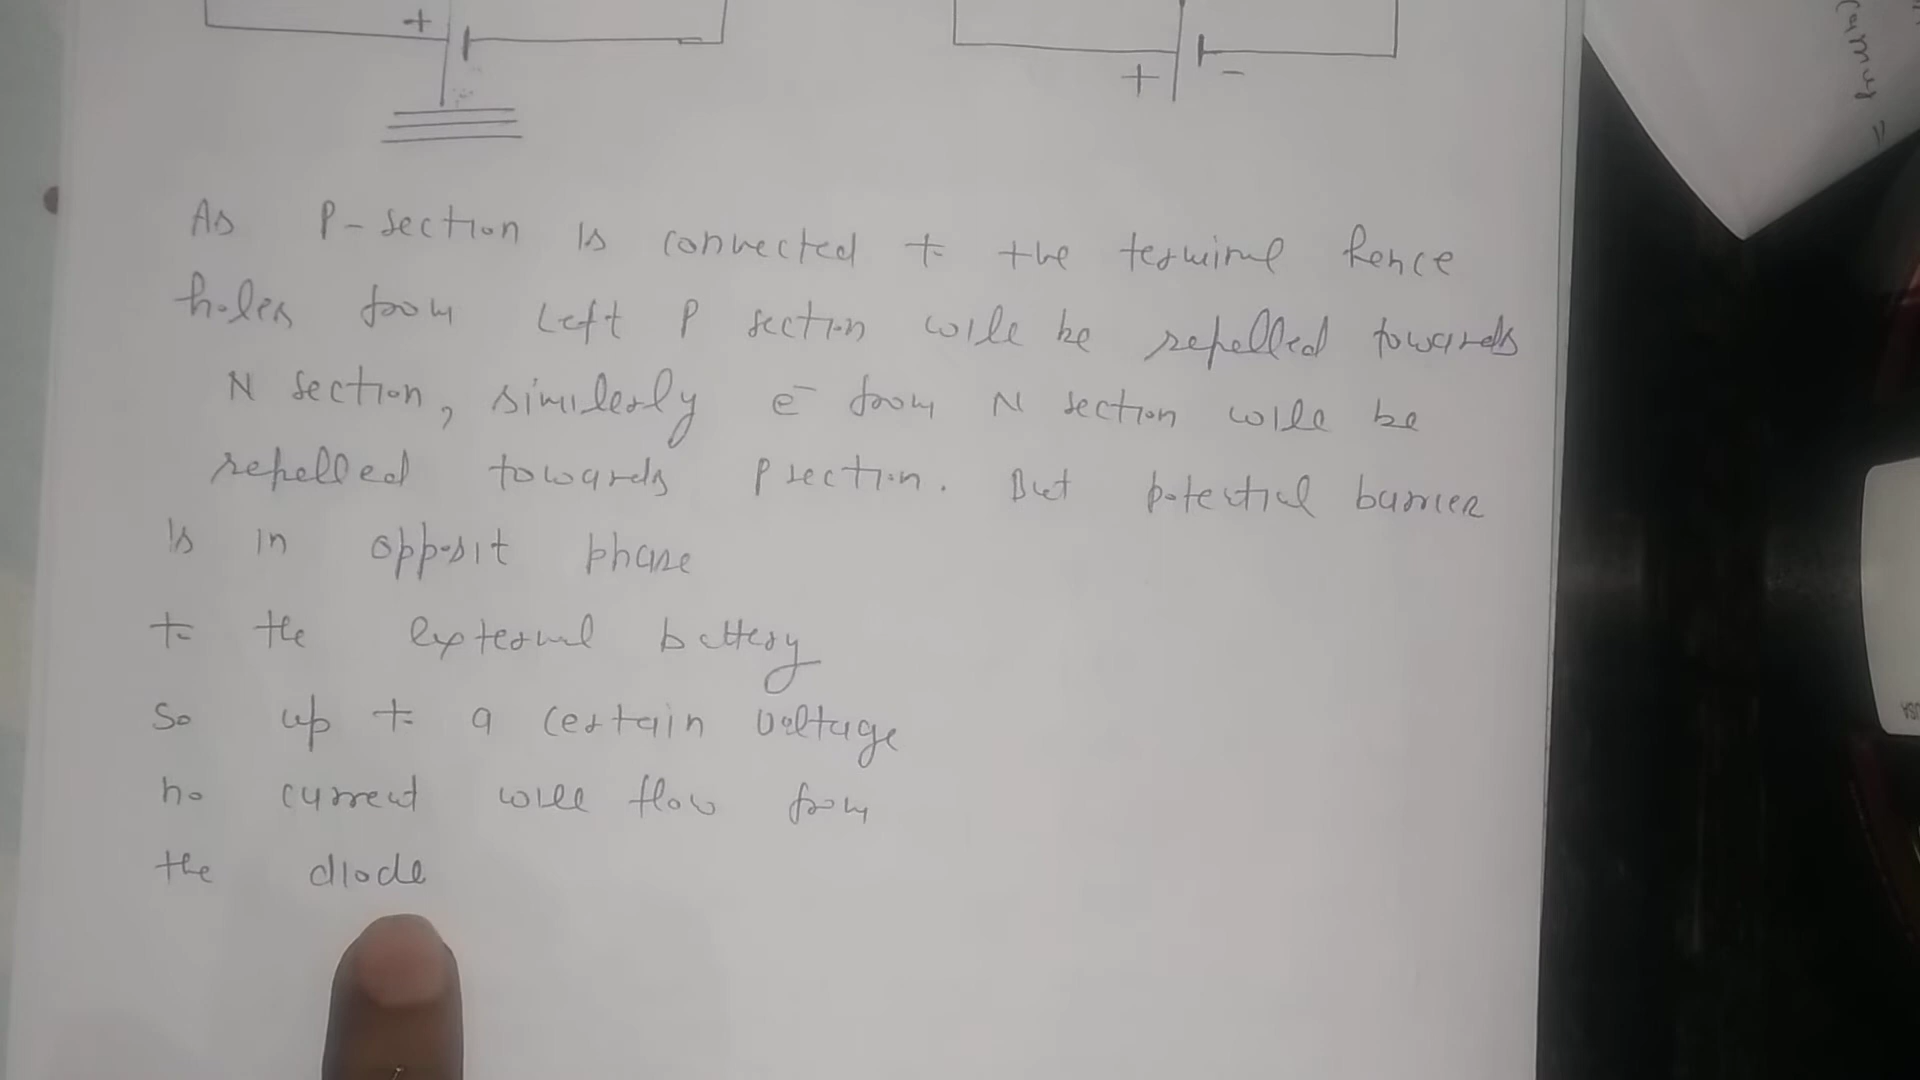 +
+ -
As P-section is connected to the terminal hence
holes from Left P section will be repelled towards
N section, similerly e⁻ from N section will be
repelled towards P section. But potential barrier
is in opposit phase
to the external battery
So up to a certain voltage
no current will flow from
the diode